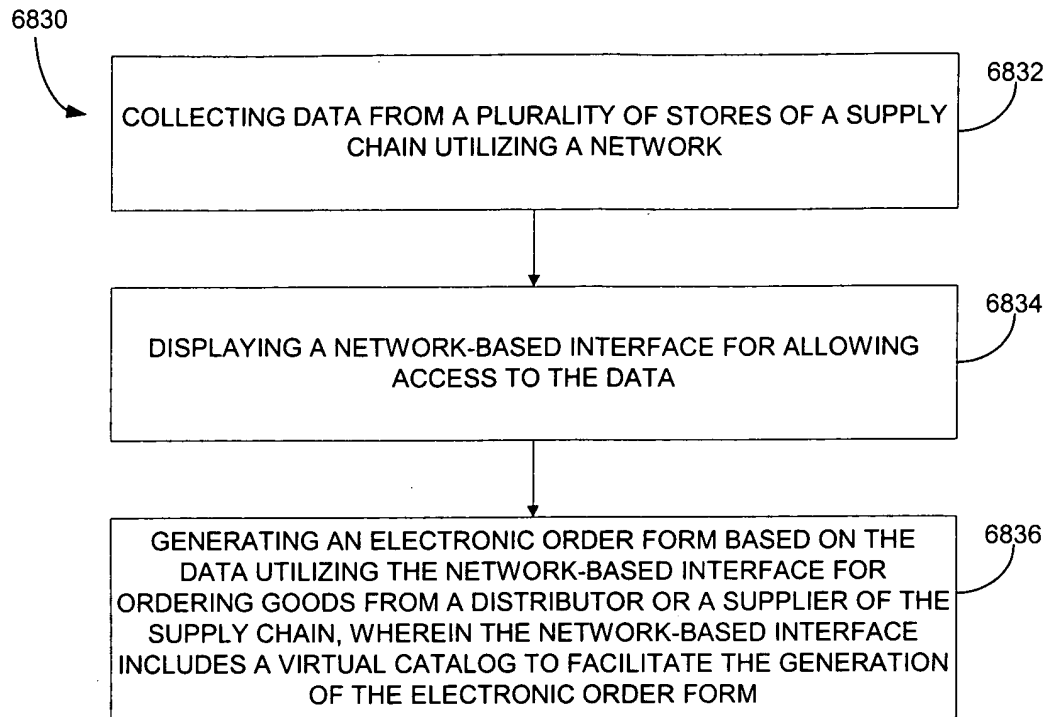 6830
6832
COLLECTING DATA FROM A PLURALITY OF STORES OF A SUPPLY
CHAIN UTILIZING A NETWORK
6834
DISPLAYING A NETWORK-BASED INTERFACE FOR ALLOWING
ACCESS TO THE DATA
6836
GENERATING AN ELECTRONIC ORDER FORM BASED ON THE
DATA UTILIZING THE NETWORK-BASED INTERFACE FOR
ORDERING GOODS FROM A DISTRIBUTOR OR A SUPPLIER OF THE
SUPPLY CHAIN, WHEREIN THE NETWORK-BASED INTERFACE
INCLUDES A VIRTUAL CATALOG TO FACILITATE THE GENERATION
OF THE ELECTRONIC ORDER FORM